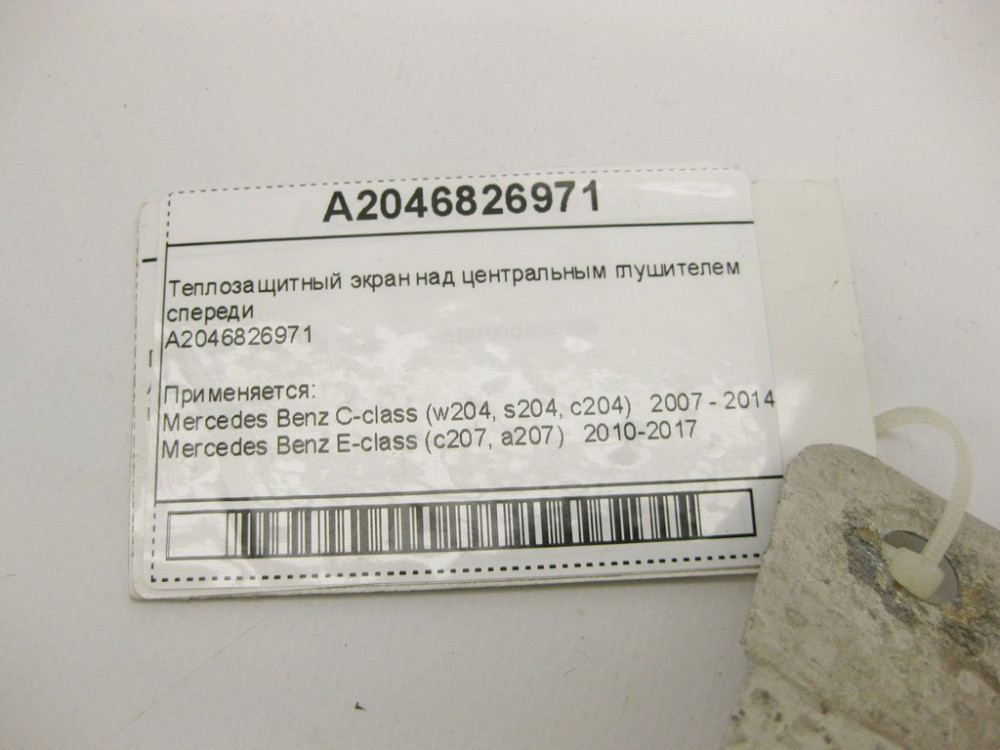 A2046826971
Теплозащитный экран над центральным глушителем
спереди
A2046826971
Применяется:
Mercedes Benz C-class (w204, s204, c204) 2007 - 2014
Mercedes Benz E-class (c207, a207) 2010-2017